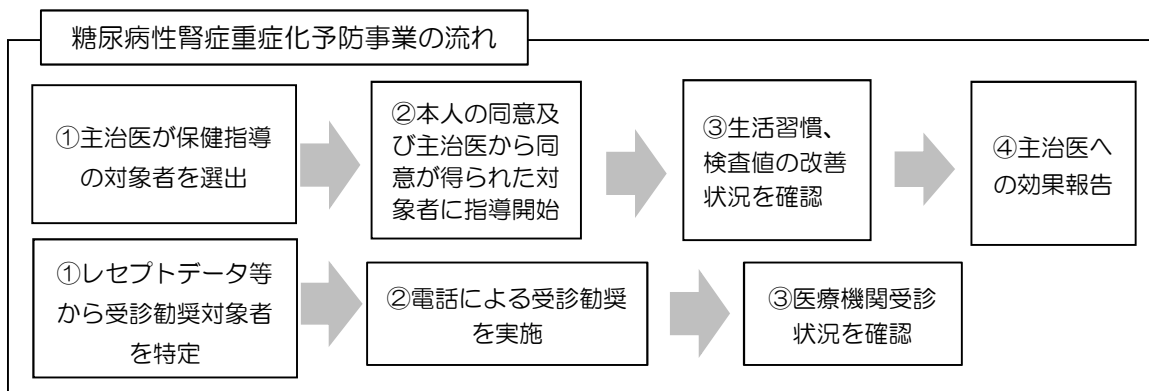 糖尿病性腎症重症化予防事業の流れ
①主治医が保健指導
の対象者を選出
②本人の同意及
び主治医から同
意が得られた対
象者に指導開始
③生活習慣、
検査値の改善
状況を確認
④主治医へ
の効果報告
①レセプトデータ等
から受診勧奨対象者
を特定
②電話による受診勧奨
を実施
③医療機関受診
状況を確認